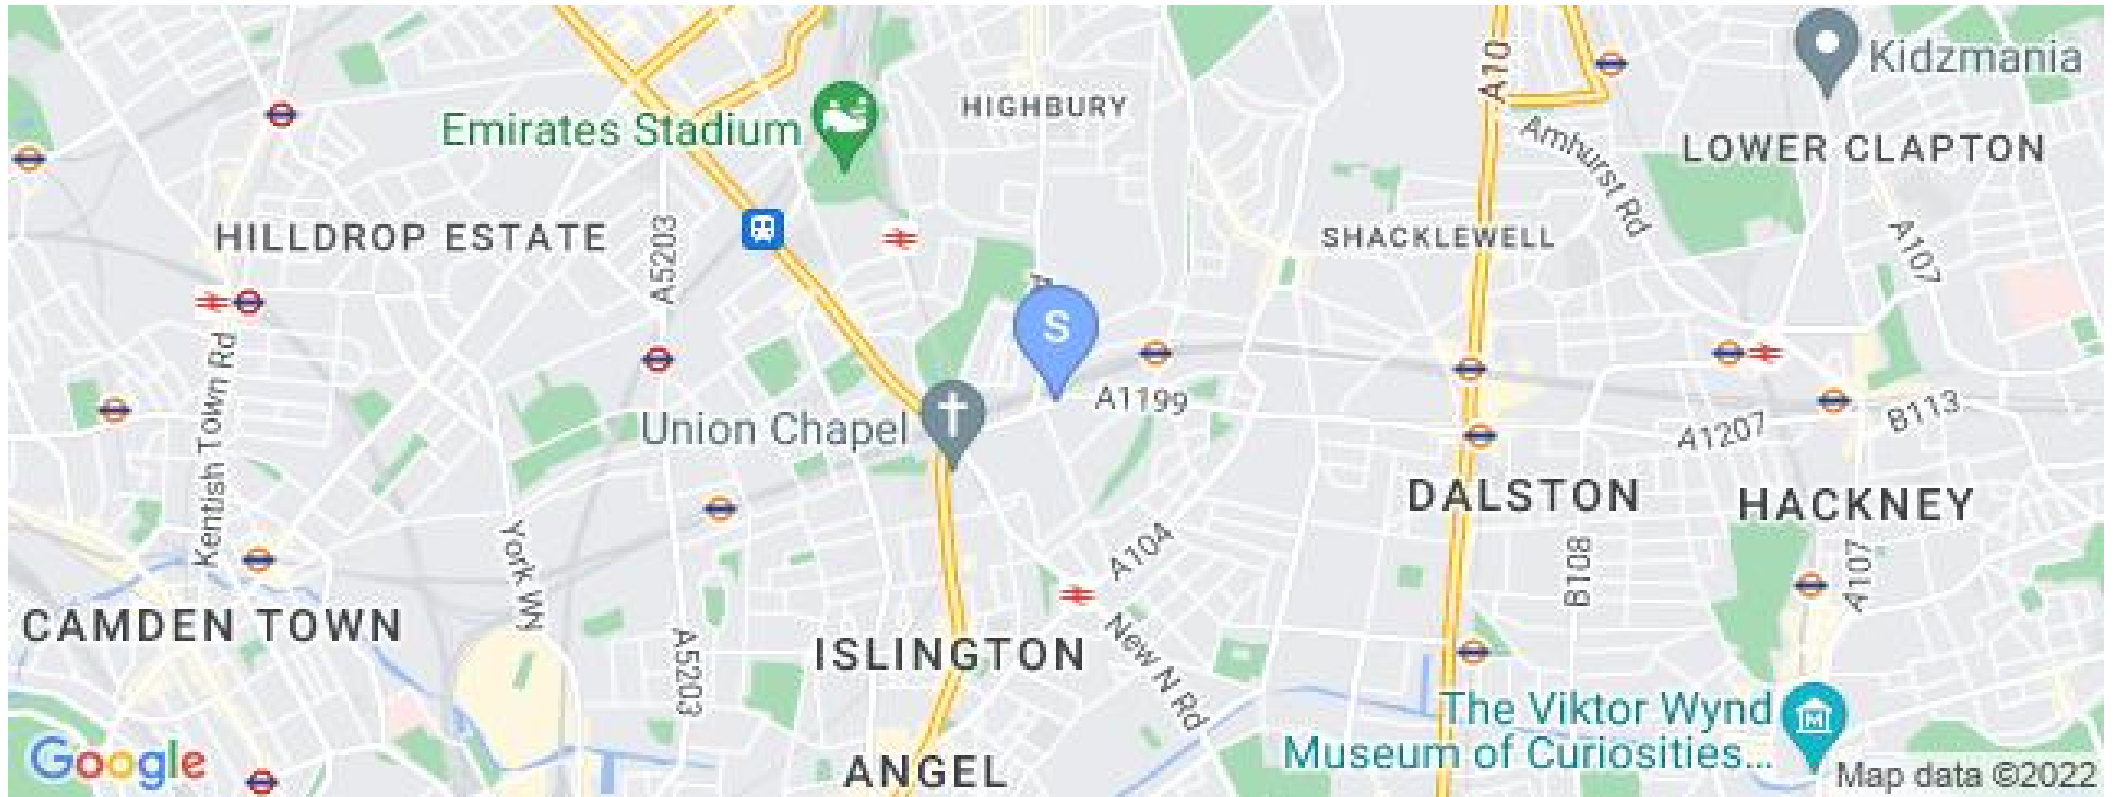 Kidzmania
A10
HIGHBURY
Emirates Stadium
Amhurst Rd
LOWER CLAPTON
HILLDROP ESTATE
A5203
SHACKLEWELL
A107
S
Kentish Town Rd
A1199
Union Chapel
A1207
B113
DALSTON
HACKNEY
York Wy
A104
B108
A107
CAMDEN TOWN
ISLINGTON
A5203
New N Rd
The Viktor Wynd
Museum of Curiosities...
Google
ANGEL
Map data ©2022